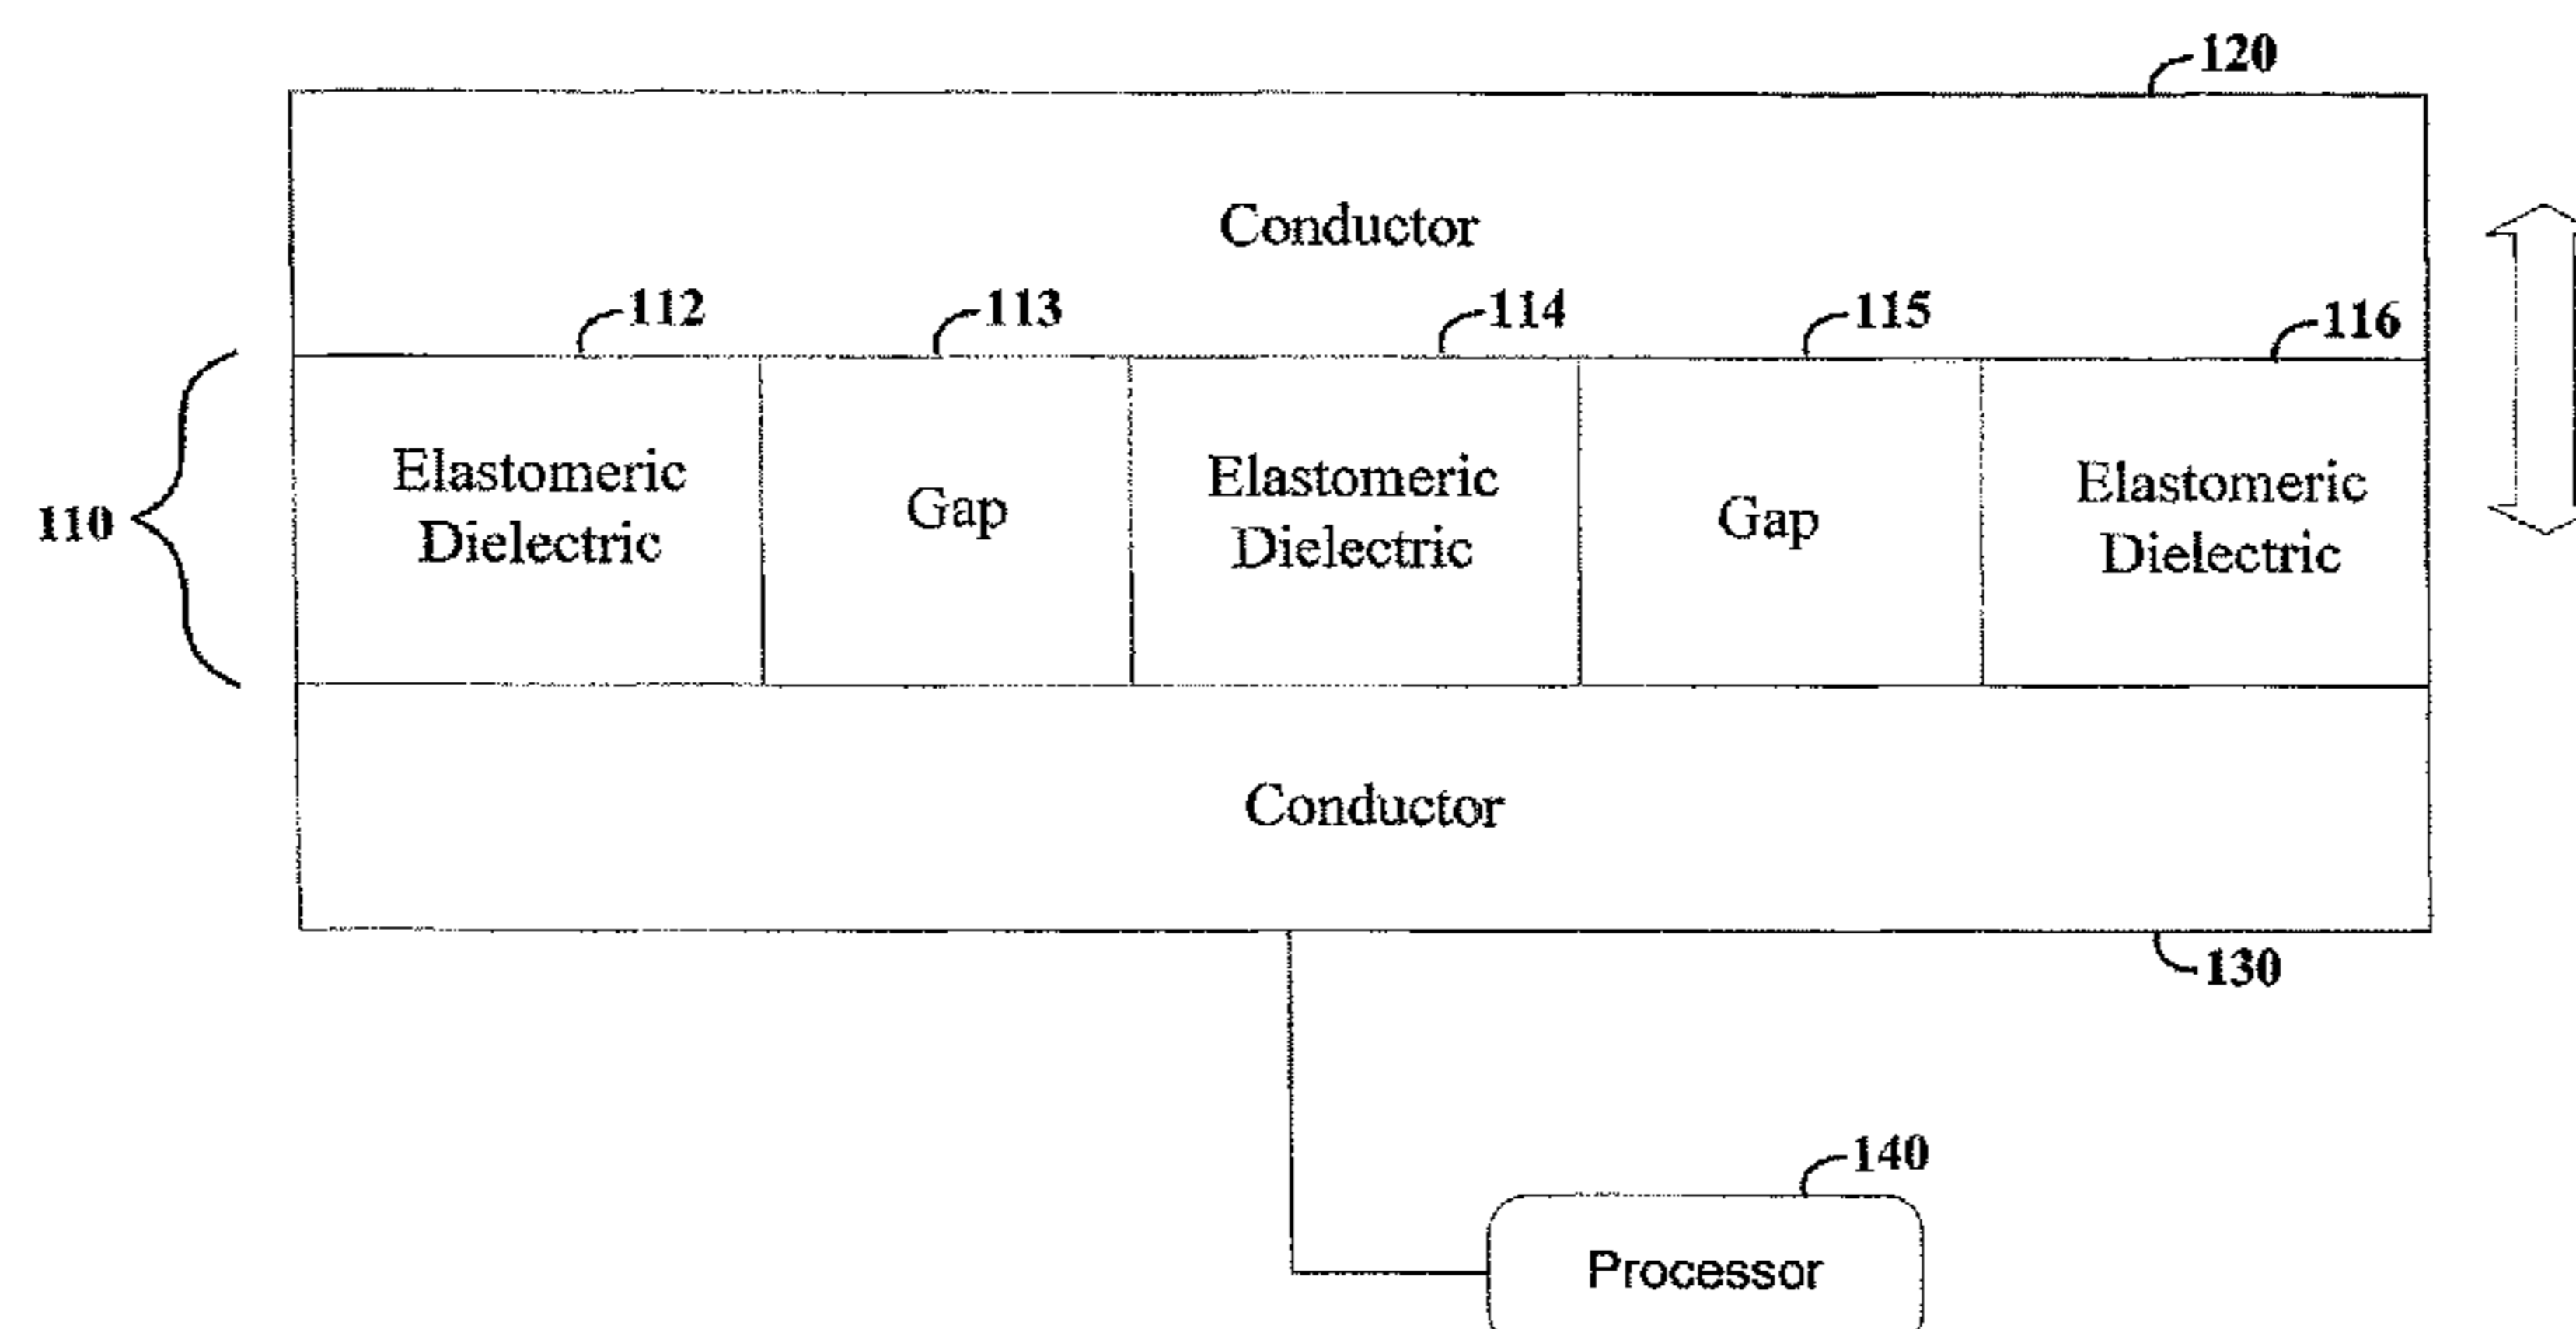 120
Conductor
112
113
114
115
116
110
Elastomeric
Dielectric
Gap
Elastomeric
Dielectric
Gap
Elastomeric
Dielectric
Conductor
130
140
Processor